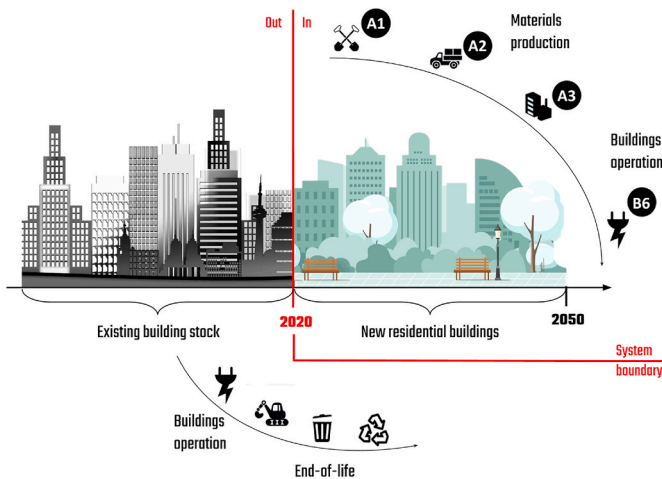 Out
In
A1
A2
Materials
production
A3
Buildings
operation
B6
Existing building stock
2020
New residential buildings
2050
System
boundary
Buildings
operation
End-of-life